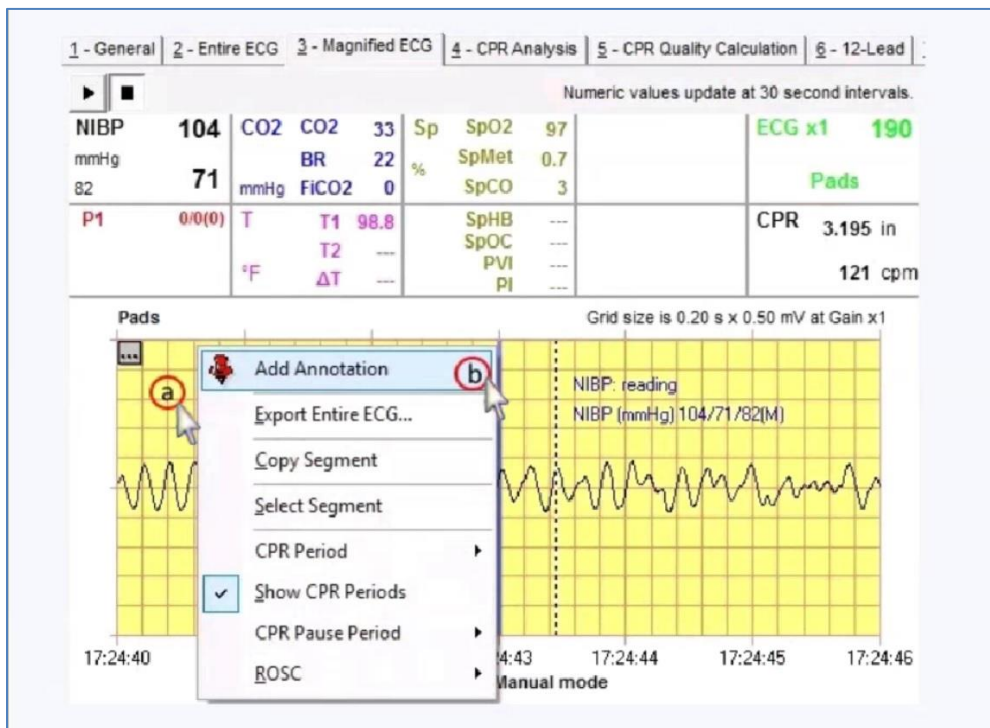 1 - General 2 - Entire ECG 3 - Magnified ECG 4 - CPR Analysis 5 - CPR Quality Calculation 6 - 12-Lead
Numeric values update at 30 second intervals.
NIBP 104 CO2 CO2 33 Sp SpO2 97 ECG x1 190
mmHg BR 22 % SpMet 0.7
82 71 mmHg FiCO2 0 SpCO 3 Pads
P1 0/0(0) T T1 98.8 SpHB --- CPR 3.195 in
T2 --- SpOC ---
°F ΔT --- PVI --- 121 cpm
PI ---
Pads Grid size is 0.20 s x 0.50 mV at Gain x1
...
a
Add Annotation b
Export Entire ECG...
Copy Segment
Select Segment
CPR Period
Show CPR Periods
CPR Pause Period
ROSC
NIBP: reading
NIBP (mmHg) 104/71/82(M)
17:24:40 4:43 17:24:44 17:24:45 17:24:46
Manual mode